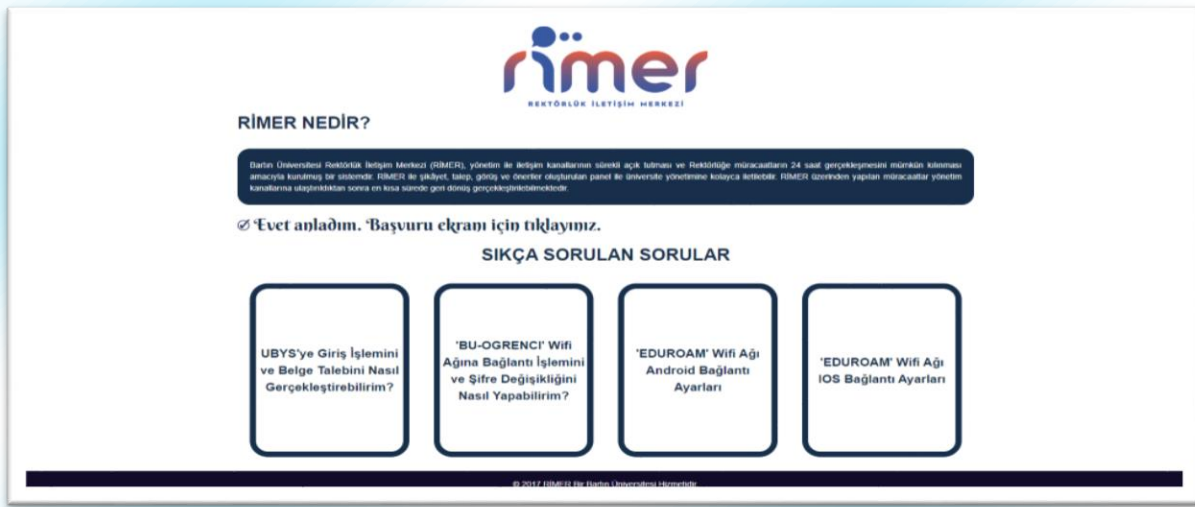 rimer
REKTÖRLÜK İLETİŞİM MERKEZİ
RİMER NEDİR?
Bartın Üniversitesi Rektörlük İletişim Merkezi (RİMER), yönetim ile iletişim kanallarının sürekli açık tutması ve Rektörlüğe müracaatların 24 saat gerçekleşmesini mümkün kılınması
amacıyla kurulmuş bir sistemdir. RİMER ile şikâyet, talep, görüş ve öneriler oluşturulan panel ile üniversite yönetimine kolayca iletilebilir. RİMER üzerinden yapılan müracaatlar yönetim
kanallarına ulaştırıldıktan sonra en kısa sürede geri dönüş gerçekleştirilebilmektedir.
Evet anladım. Başvuru ekranı için tıklayınız.
SIKÇA SORULAN SORULAR
UBYS'ye Giriş İşlemini
ve Belge Talebini Nasıl
Gerçekleştirebilirim?
'BU-OGRENCI' Wifi
Ağına Bağlantı İşlemini
ve Şifre Değişikliğini
Nasıl Yapabilirim?
'EDUROAM' Wifi Ağı
Android Bağlantı
Ayarları
'EDUROAM' Wifi Ağı
IOS Bağlantı Ayarları
© 2017 RİMER Bir Bartın Üniversitesi Hizmetidir